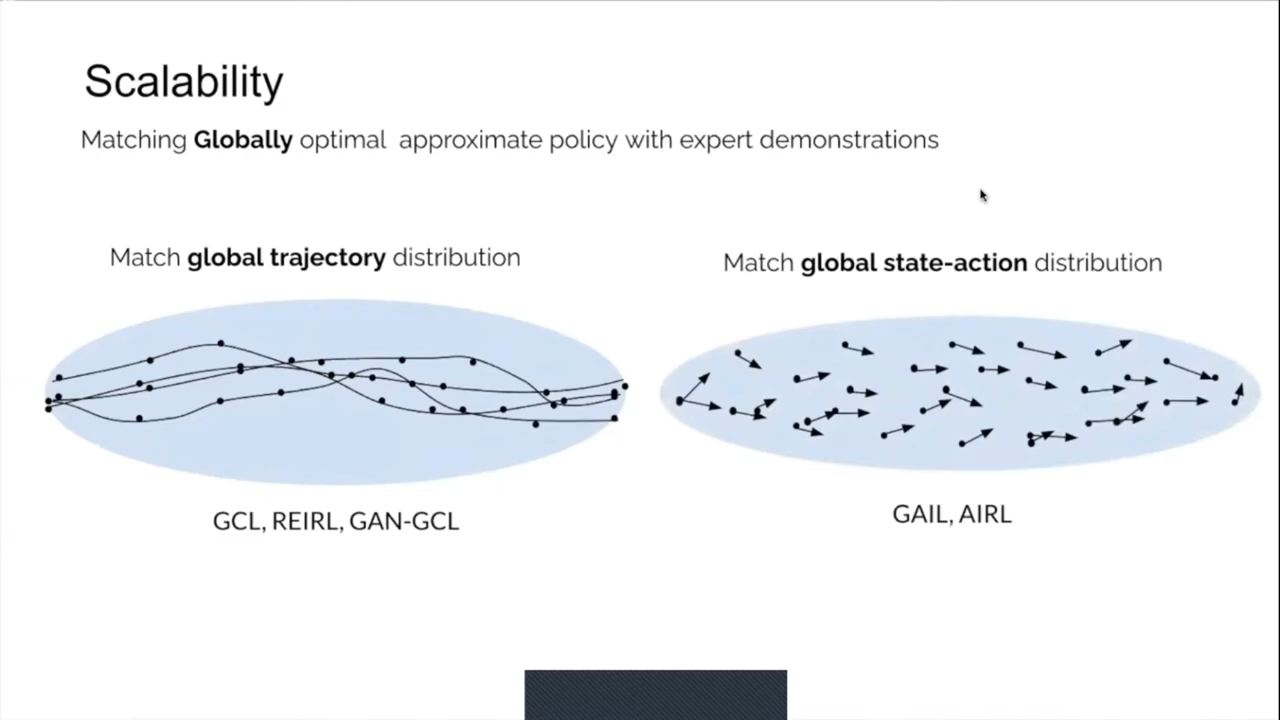 Scalability
Matching Globally optimal approximate policy with expert demonstrations
Match global trajectory distribution
Match global state-action distribution
GCL, REIRL, GAN-GCL
GAIL, AIRL